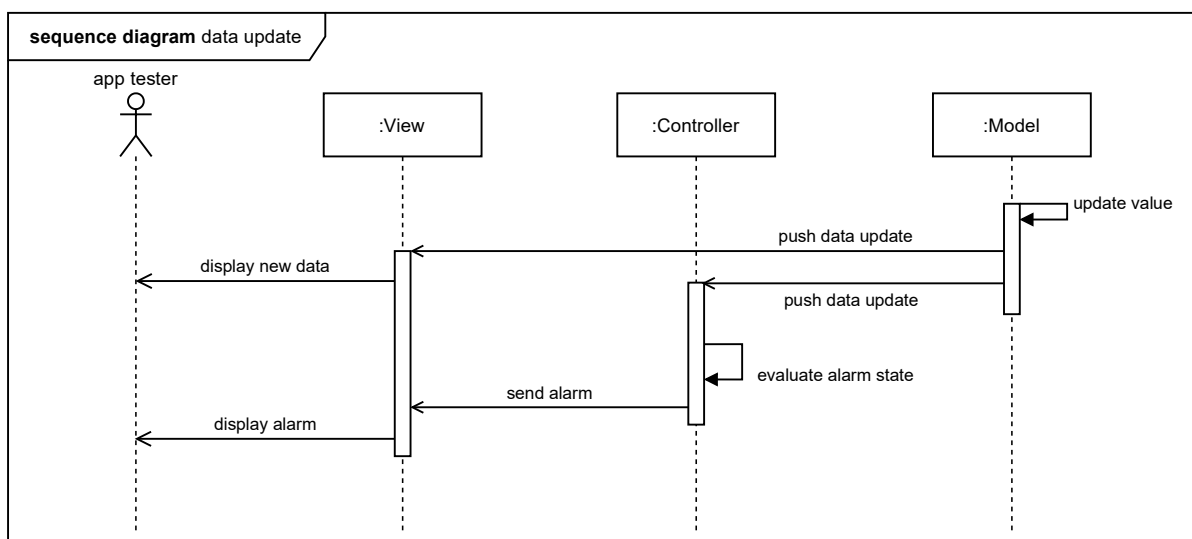 sequence diagram data update
app tester
:View
:Controller
:Model
update value
push data update
display new data
push data update
evaluate alarm state
send alarm
display alarm